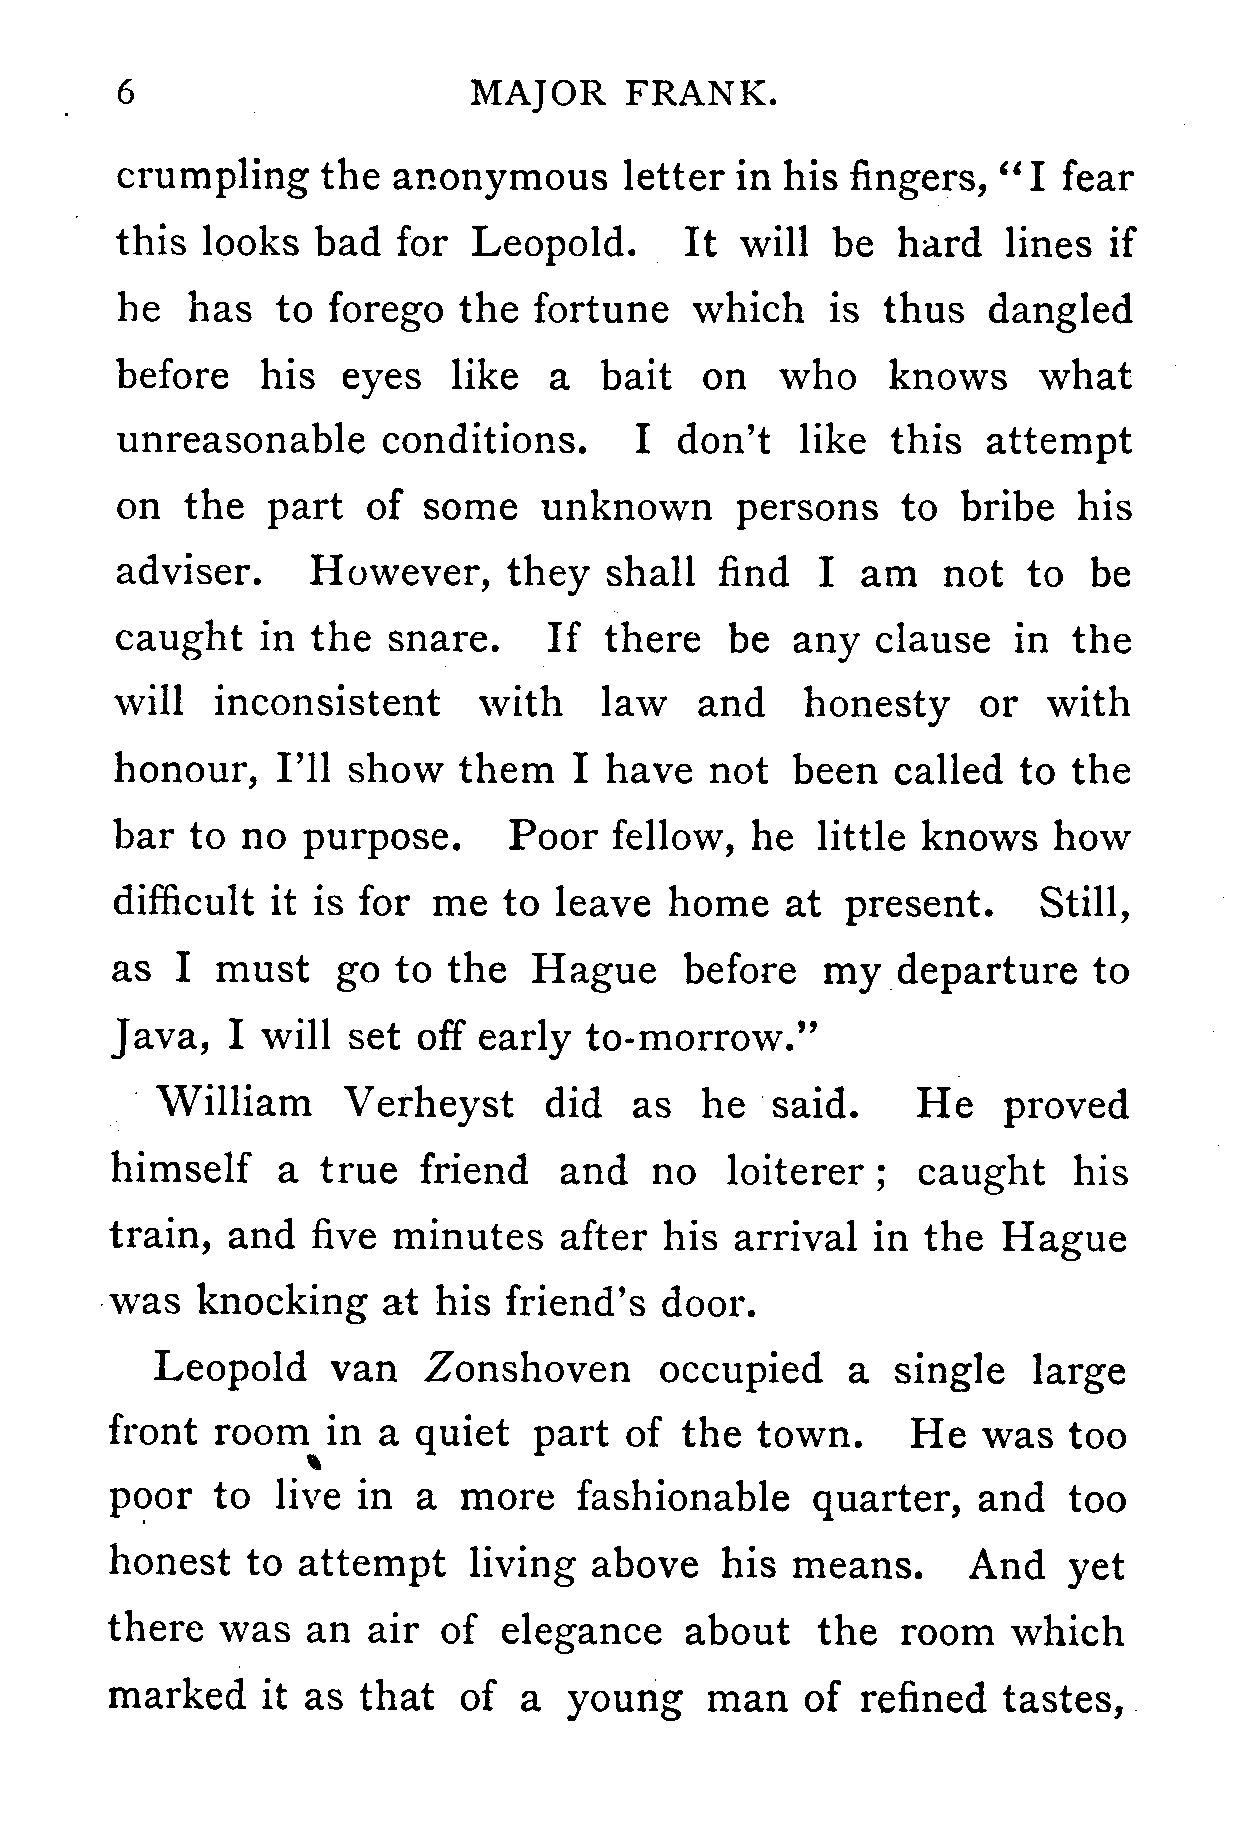 6 MAJOR FRANK.
crumpling the anonymous letter in his fingers, “I fear
this looks bad for Leopold. It will be hard lines if
he has to forego the fortune which is thus dangled
before his eyes like a bait on who knows what
unreasonable conditions. I don’t like this attempt
on the part of some unknown persons to bribe his
adviser. However, they shall find I am not to be
caught in the snare. If there be any clause in the
will inconsistent with law and honesty or with
honour, I’ll show them I have not been called to the
bar to no purpose. Poor fellow, he little knows how
difficult it is for me to leave home at present. Still,
as I must go to the Hague before my departure to
Java, I will set off early to-morrow.”
William Verheyst did as he said. He proved
himself a true friend and no loiterer ; caught his
train, and five minutes after his arrival in the Hague
was knocking at his friend’s door.
Leopold van Zonshoven occupied a single large
front room in a quiet part of the town. He was too
poor to live in a more fashionable quarter, and too
honest to attempt living above his means. And yet
there was an air of elegance about the room which
marked it as that of a young man of refined tastes,